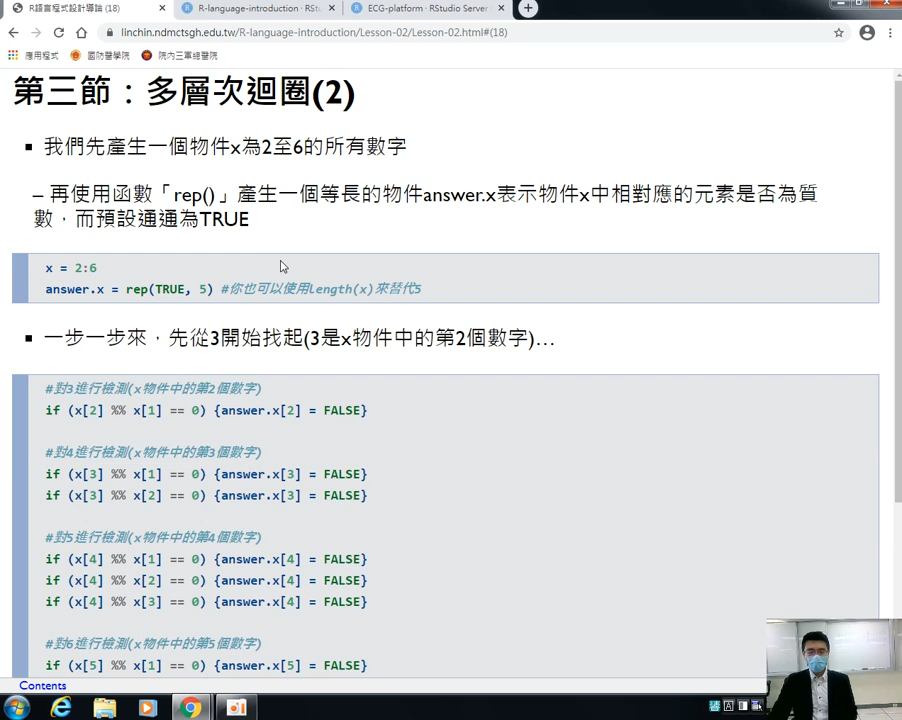 R語言程式設計導論 (18)
R-language-introduction · RStu
ECG-platform · RStudio Server
linchin.ndmctsgh.edu.tw/R-language-introduction/Lesson-02/Lesson-02.html#(18)
應用程式
國防醫學院
院內三軍總醫院
第三節：多層次迴圈(2)
我們先產生一個物件x為2至6的所有數字
– 再使用函數「rep()」產生一個等長的物件answer.x表示物件x中相對應的元素是否為質
數，而預設通通為TRUE
x = 2:6
answer.x = rep(TRUE, 5) #你也可以使用length(x)來替代5
一步一步來，先從3開始找起(3是x物件中的第2個數字)…
#對3進行檢測(x物件中的第2個數字)
if (x[2] %% x[1] == 0) {answer.x[2] = FALSE}
#對4進行檢測(x物件中的第3個數字)
if (x[3] %% x[1] == 0) {answer.x[3] = FALSE}
if (x[3] %% x[2] == 0) {answer.x[3] = FALSE}
#對5進行檢測(x物件中的第4個數字)
if (x[4] %% x[1] == 0) {answer.x[4] = FALSE}
if (x[4] %% x[2] == 0) {answer.x[4] = FALSE}
if (x[4] %% x[3] == 0) {answer.x[4] = FALSE}
#對6進行檢測(x物件中的第5個數字)
if (x[5] %% x[1] == 0) {answer.x[5] = FALSE}
Contents